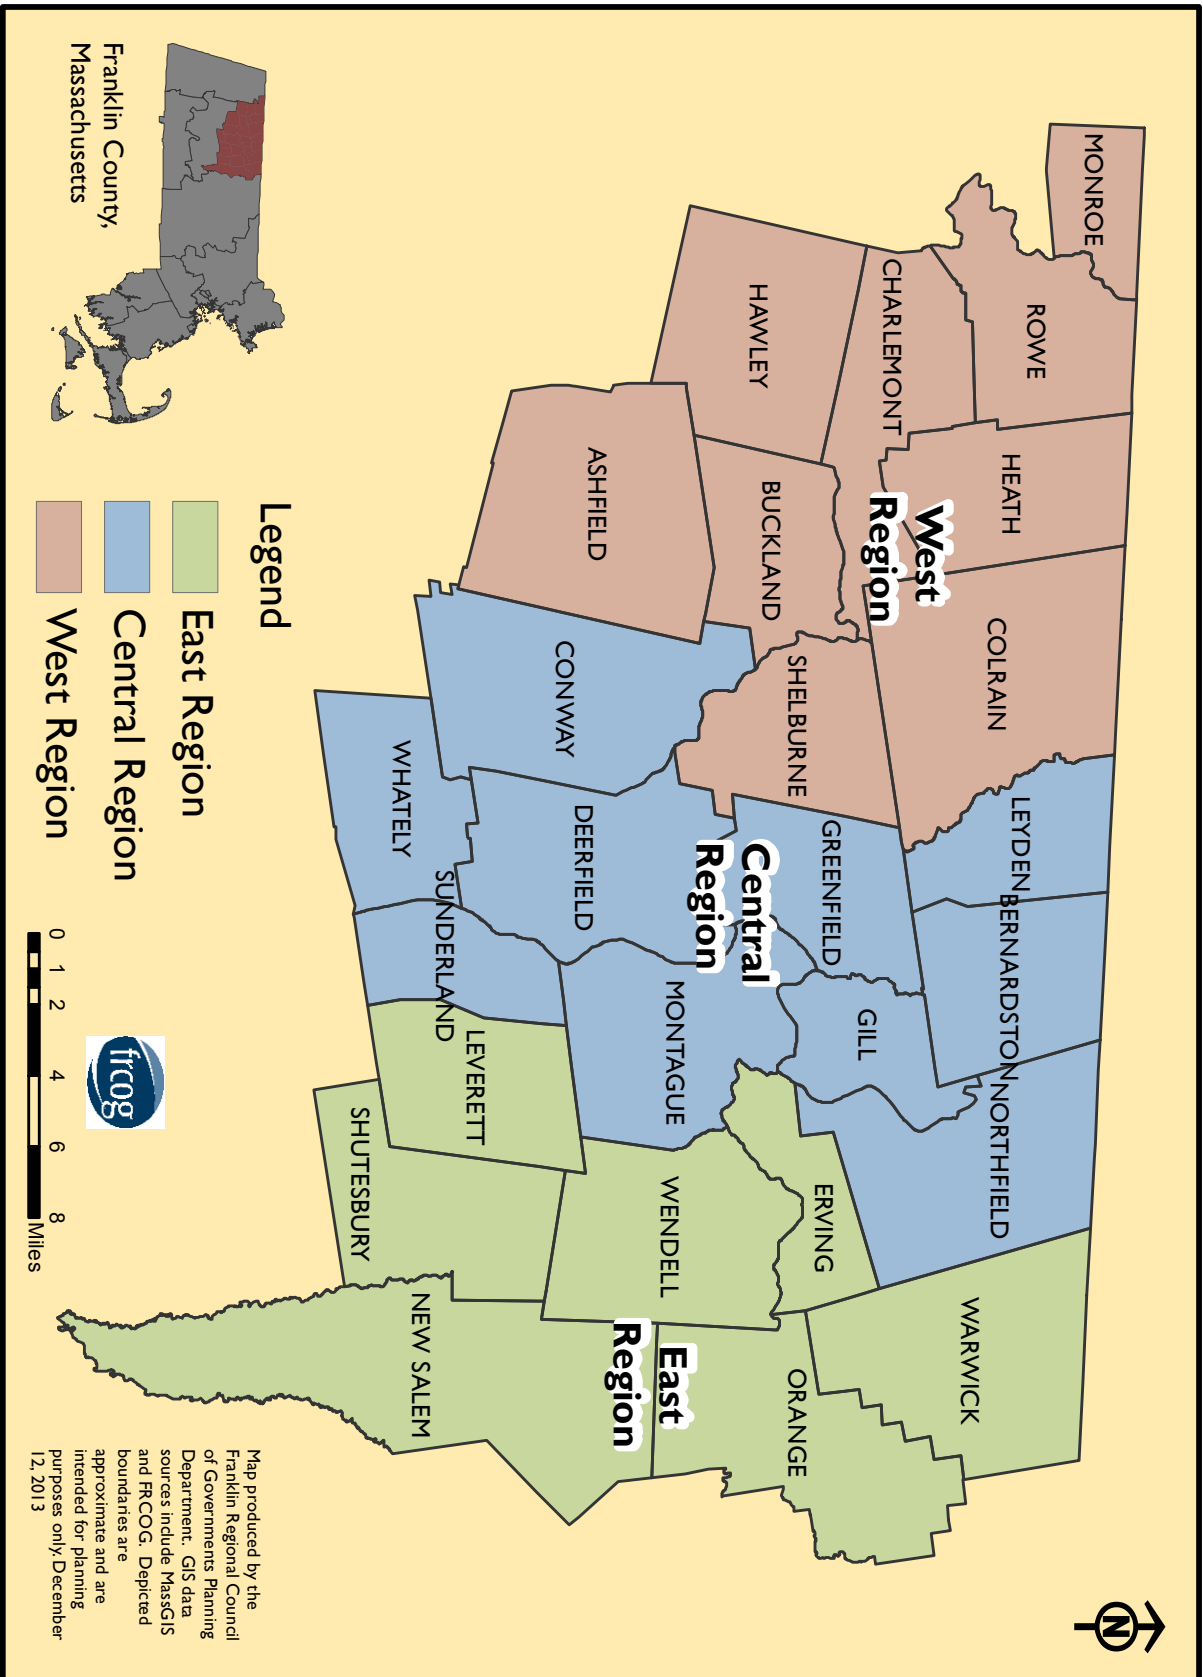 MONROE
ROWE
HEATH
COLRAIN
LEYDEN
BERNARDSTON
NORTHFIELD
WARWICK
CHARLEMONT
West
Region
HAWLEY
BUCKLAND
SHELBURNE
GREENFIELD
GILL
ERVING
ORANGE
Central
Region
ASHFIELD
CONWAY
DEERFIELD
MONTAGUE
WENDELL
East
Region
WHATELY
SUNDERLAND
LEVERETT
SHUTESBURY
NEW SALEM
N
Franklin County,
Massachusetts
Legend
East Region
Central Region
West Region
0 1 2 4 6 8
Miles
frcog
Map produced by the
Franklin Regional Council
of Governments Planning
Department. GIS data
sources include MassGIS
and FRCOG. Depicted
boundaries are
approximate and are
intended for planning
purposes only. December
12, 2013